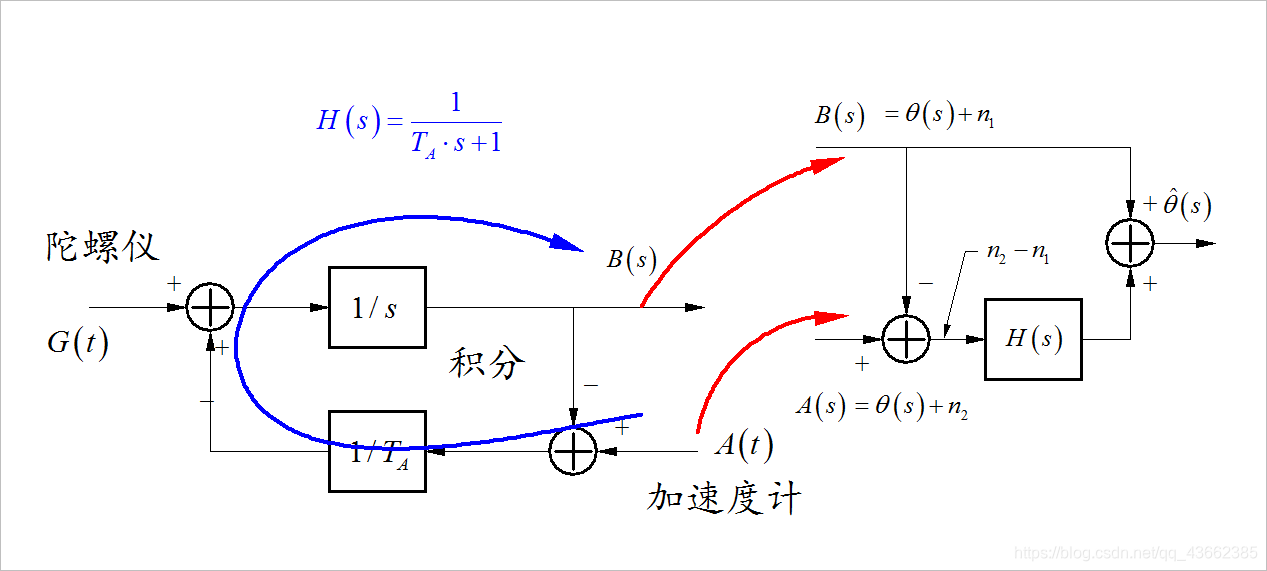 H(s) = 1 / (T_A · s + 1)
B(s) = θ(s) + n₁
+ θ̂(s)
陀螺仪
B(s)
n₂ − n₁
+
−
+
1/s
G(t)
+
H(s)
积分
+
−
−
A(s) = θ(s) + n₂
+
1/T_A
A(t)
加速度计
https://blog.csdn.net/qq_43662385